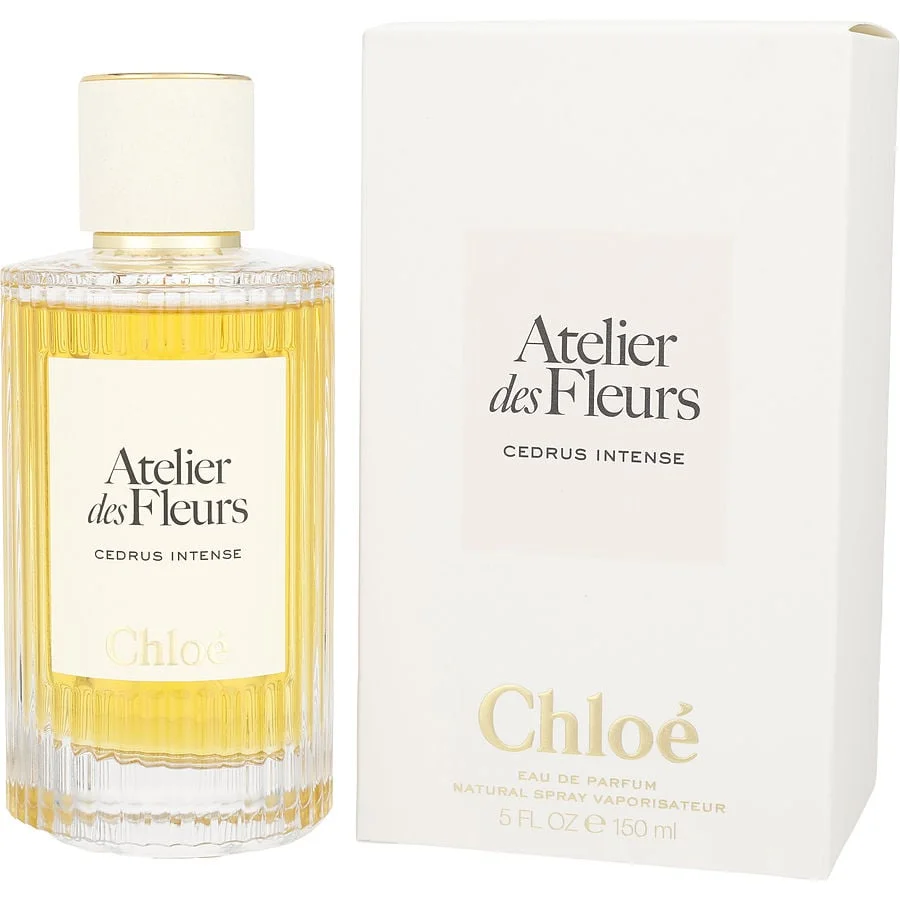 Atelier
des Fleurs
CEDRUS INTENSE
Chloé
Atelier
des Fleurs
CEDRUS INTENSE
Chloé
EAU DE PARFUM
NATURAL SPRAY VAPORISATEUR
5 FL OZ e 150 ml